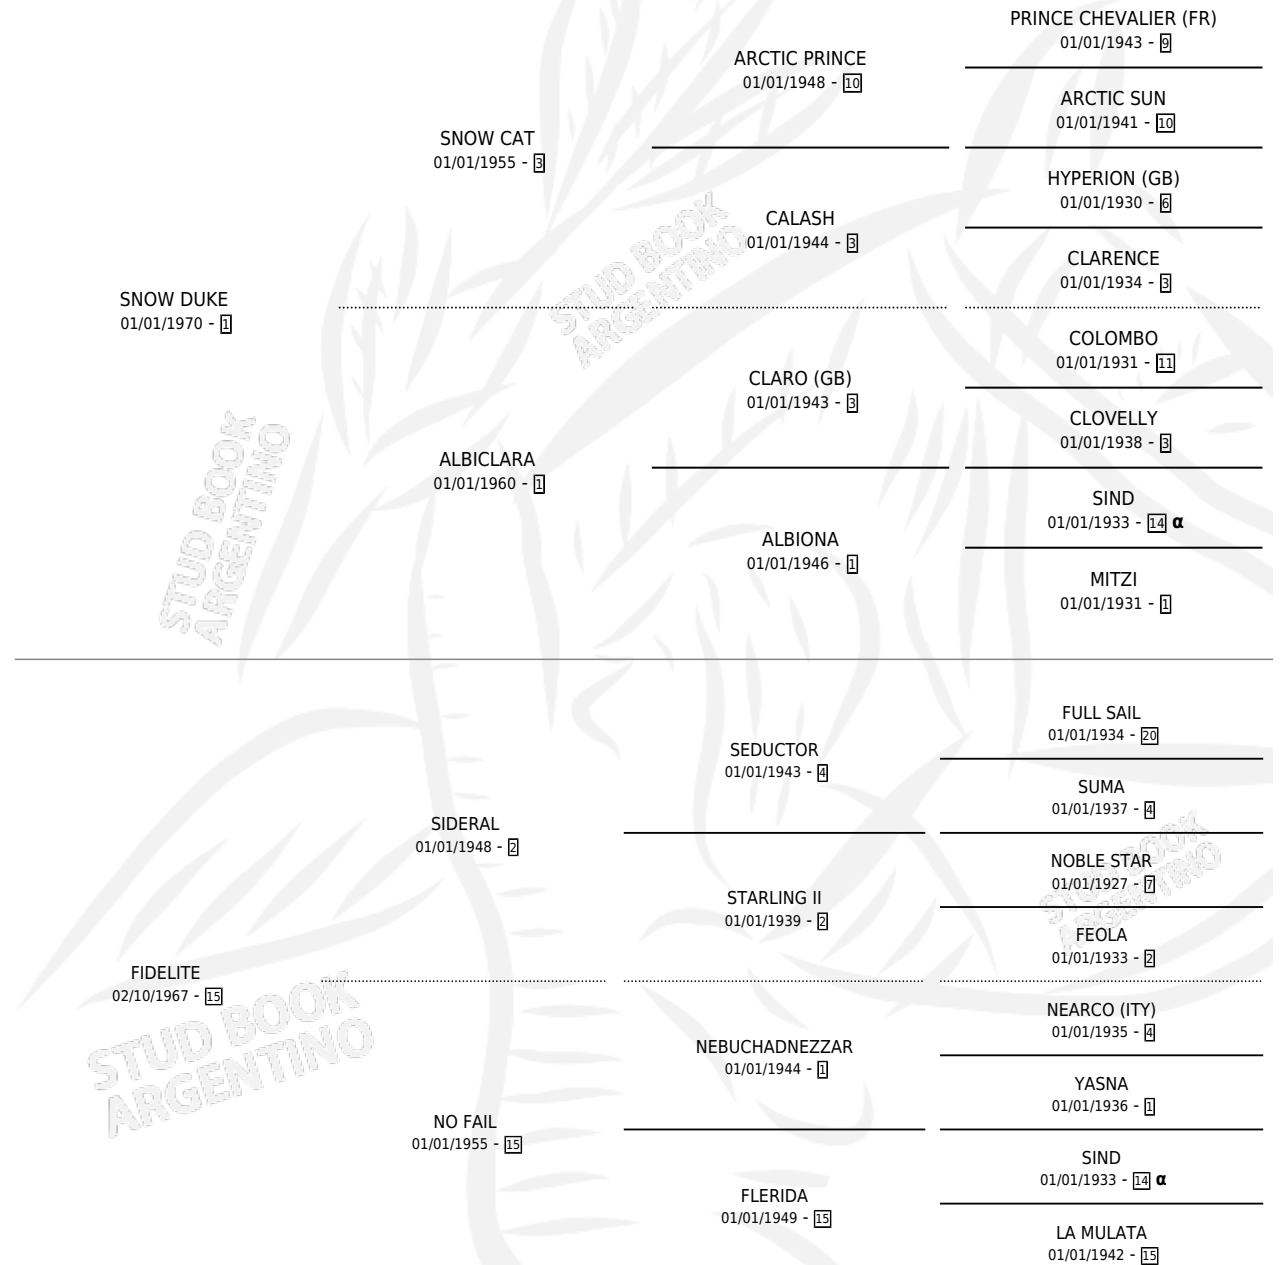 PRINCE CHEVALIER (FR)
01/01/1943 - 9
ARCTIC PRINCE
01/01/1948 - 10
ARCTIC SUN
01/01/1941 - 10
SNOW CAT
01/01/1955 - 3
HYPERION (GB)
01/01/1930 - 6
CALASH
01/01/1944 - 3
CLARENCE
01/01/1934 - 3
SNOW DUKE
01/01/1970 - 1
COLOMBO
01/01/1931 - 11
CLARO (GB)
01/01/1943 - 3
CLOVELLY
01/01/1938 - 3
ALBICLARA
01/01/1960 - 1
SIND
01/01/1933 - 14 α
ALBIONA
01/01/1946 - 1
MITZI
01/01/1931 - 1
FULL SAIL
01/01/1934 - 20
SEDUCTOR
01/01/1943 - 4
SUMA
01/01/1937 - 4
SIDERAL
01/01/1948 - 2
NOBLE STAR
01/01/1927 - 7
STARLING II
01/01/1939 - 2
FEOLA
01/01/1933 - 2
FIDELITE
02/10/1967 - 15
NEARCO (ITY)
01/01/1935 - 4
NEBUCHADNEZZAR
01/01/1944 - 1
YASNA
01/01/1936 - 1
NO FAIL
01/01/1955 - 15
SIND
01/01/1933 - 14 α
FLERIDA
01/01/1949 - 15
LA MULATA
01/01/1942 - 15
STUD BOOK
ARGENTINO
STUD BOOK
ARGENTINO
STUD BOOK
ARGENTINO
STUD BOOK
ARGENTINO